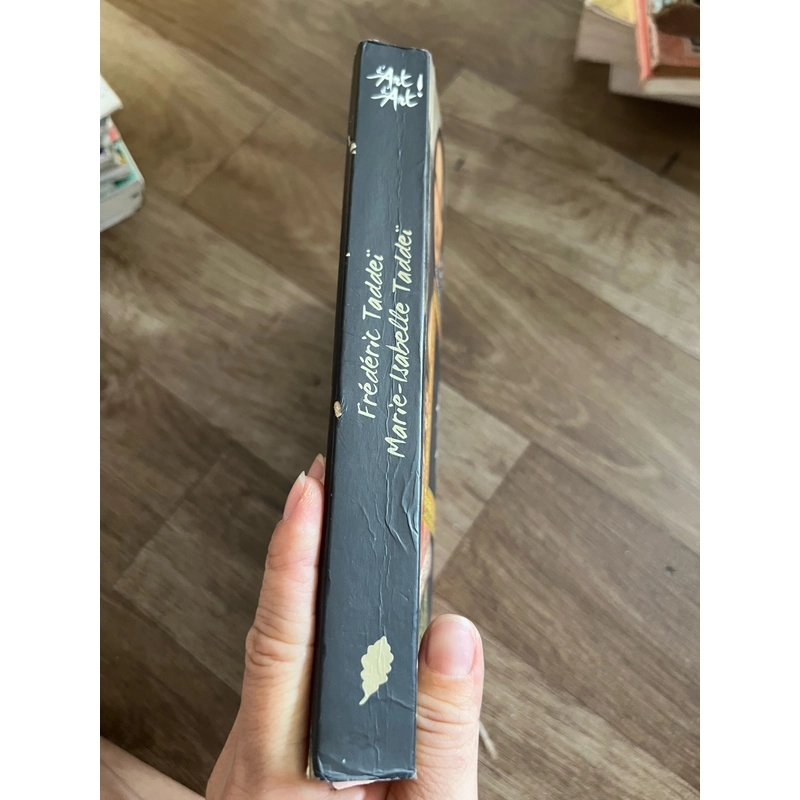 d'Art
d'Art!
Frédéric Taddeï
Marie-Isabelle Taddeï